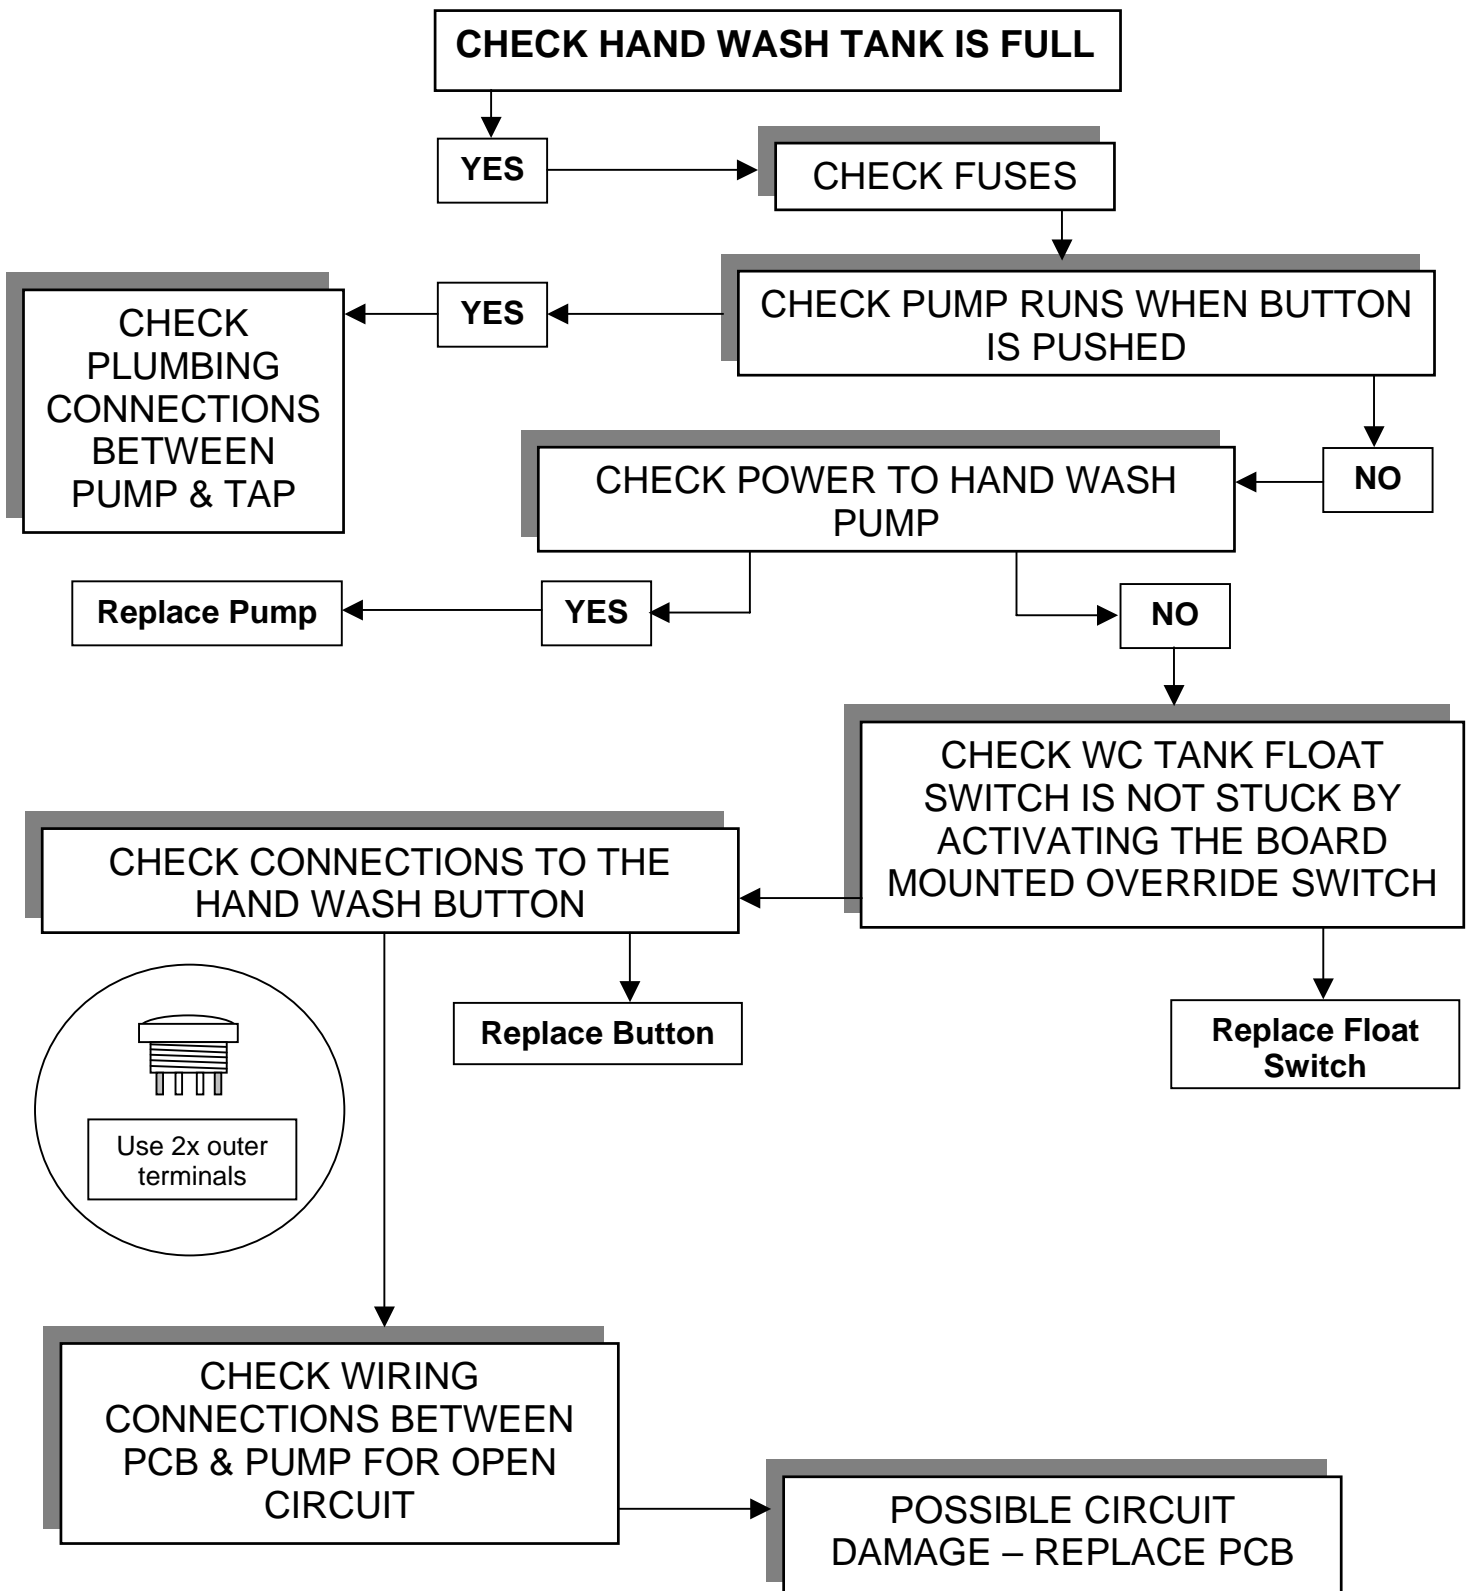 CHECK HAND WASH TANK IS FULL
YES
CHECK FUSES
CHECK PUMP RUNS WHEN BUTTON
IS PUSHED
YES
CHECK
PLUMBING
CONNECTIONS
BETWEEN
PUMP & TAP
NO
CHECK POWER TO HAND WASH
PUMP
YES
Replace Pump
NO
CHECK WC TANK FLOAT
SWITCH IS NOT STUCK BY
ACTIVATING THE BOARD
MOUNTED OVERRIDE SWITCH
CHECK CONNECTIONS TO THE
HAND WASH BUTTON
Replace Button
Replace Float
Switch
Use 2x outer
terminals
CHECK WIRING
CONNECTIONS BETWEEN
PCB & PUMP FOR OPEN
CIRCUIT
POSSIBLE CIRCUIT
DAMAGE – REPLACE PCB